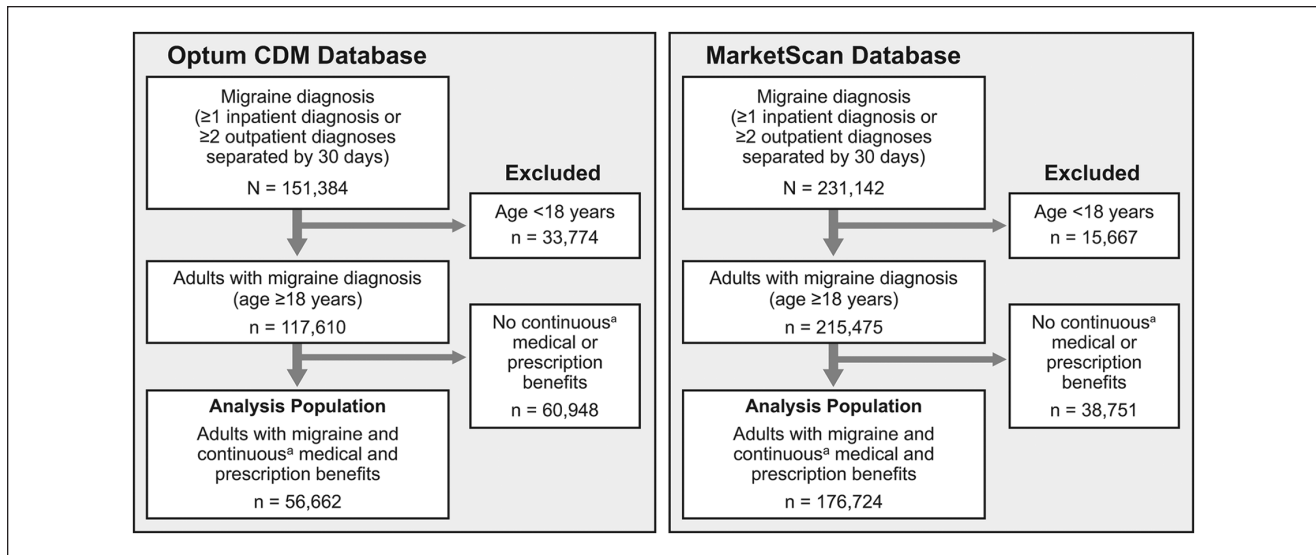 Optum CDM Database
Migraine diagnosis
(≥1 inpatient diagnosis or
≥2 outpatient diagnoses
separated by 30 days)
N = 151,384
Excluded
Age <18 years
n = 33,774
Adults with migraine diagnosis
(age ≥18 years)
n = 117,610
No continuousᵃ
medical or
prescription
benefits
n = 60,948
Analysis Population
Adults with migraine and
continuousᵃ medical and
prescription benefits
n = 56,662
MarketScan Database
Migraine diagnosis
(≥1 inpatient diagnosis or
≥2 outpatient diagnoses
separated by 30 days)
N = 231,142
Excluded
Age <18 years
n = 15,667
Adults with migraine diagnosis
(age ≥18 years)
n = 215,475
No continuousᵃ
medical or
prescription
benefits
n = 38,751
Analysis Population
Adults with migraine and
continuousᵃ medical and
prescription benefits
n = 176,724